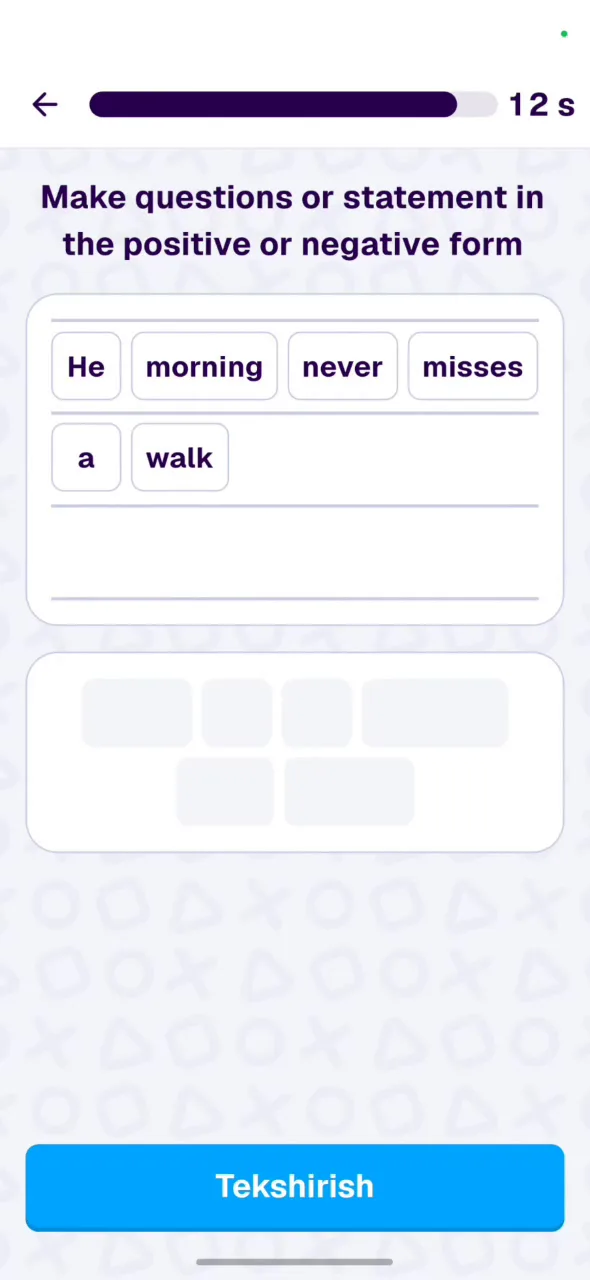 12 s
Make questions or statement in
the positive or negative form
He morning never misses
a walk
Tekshirish